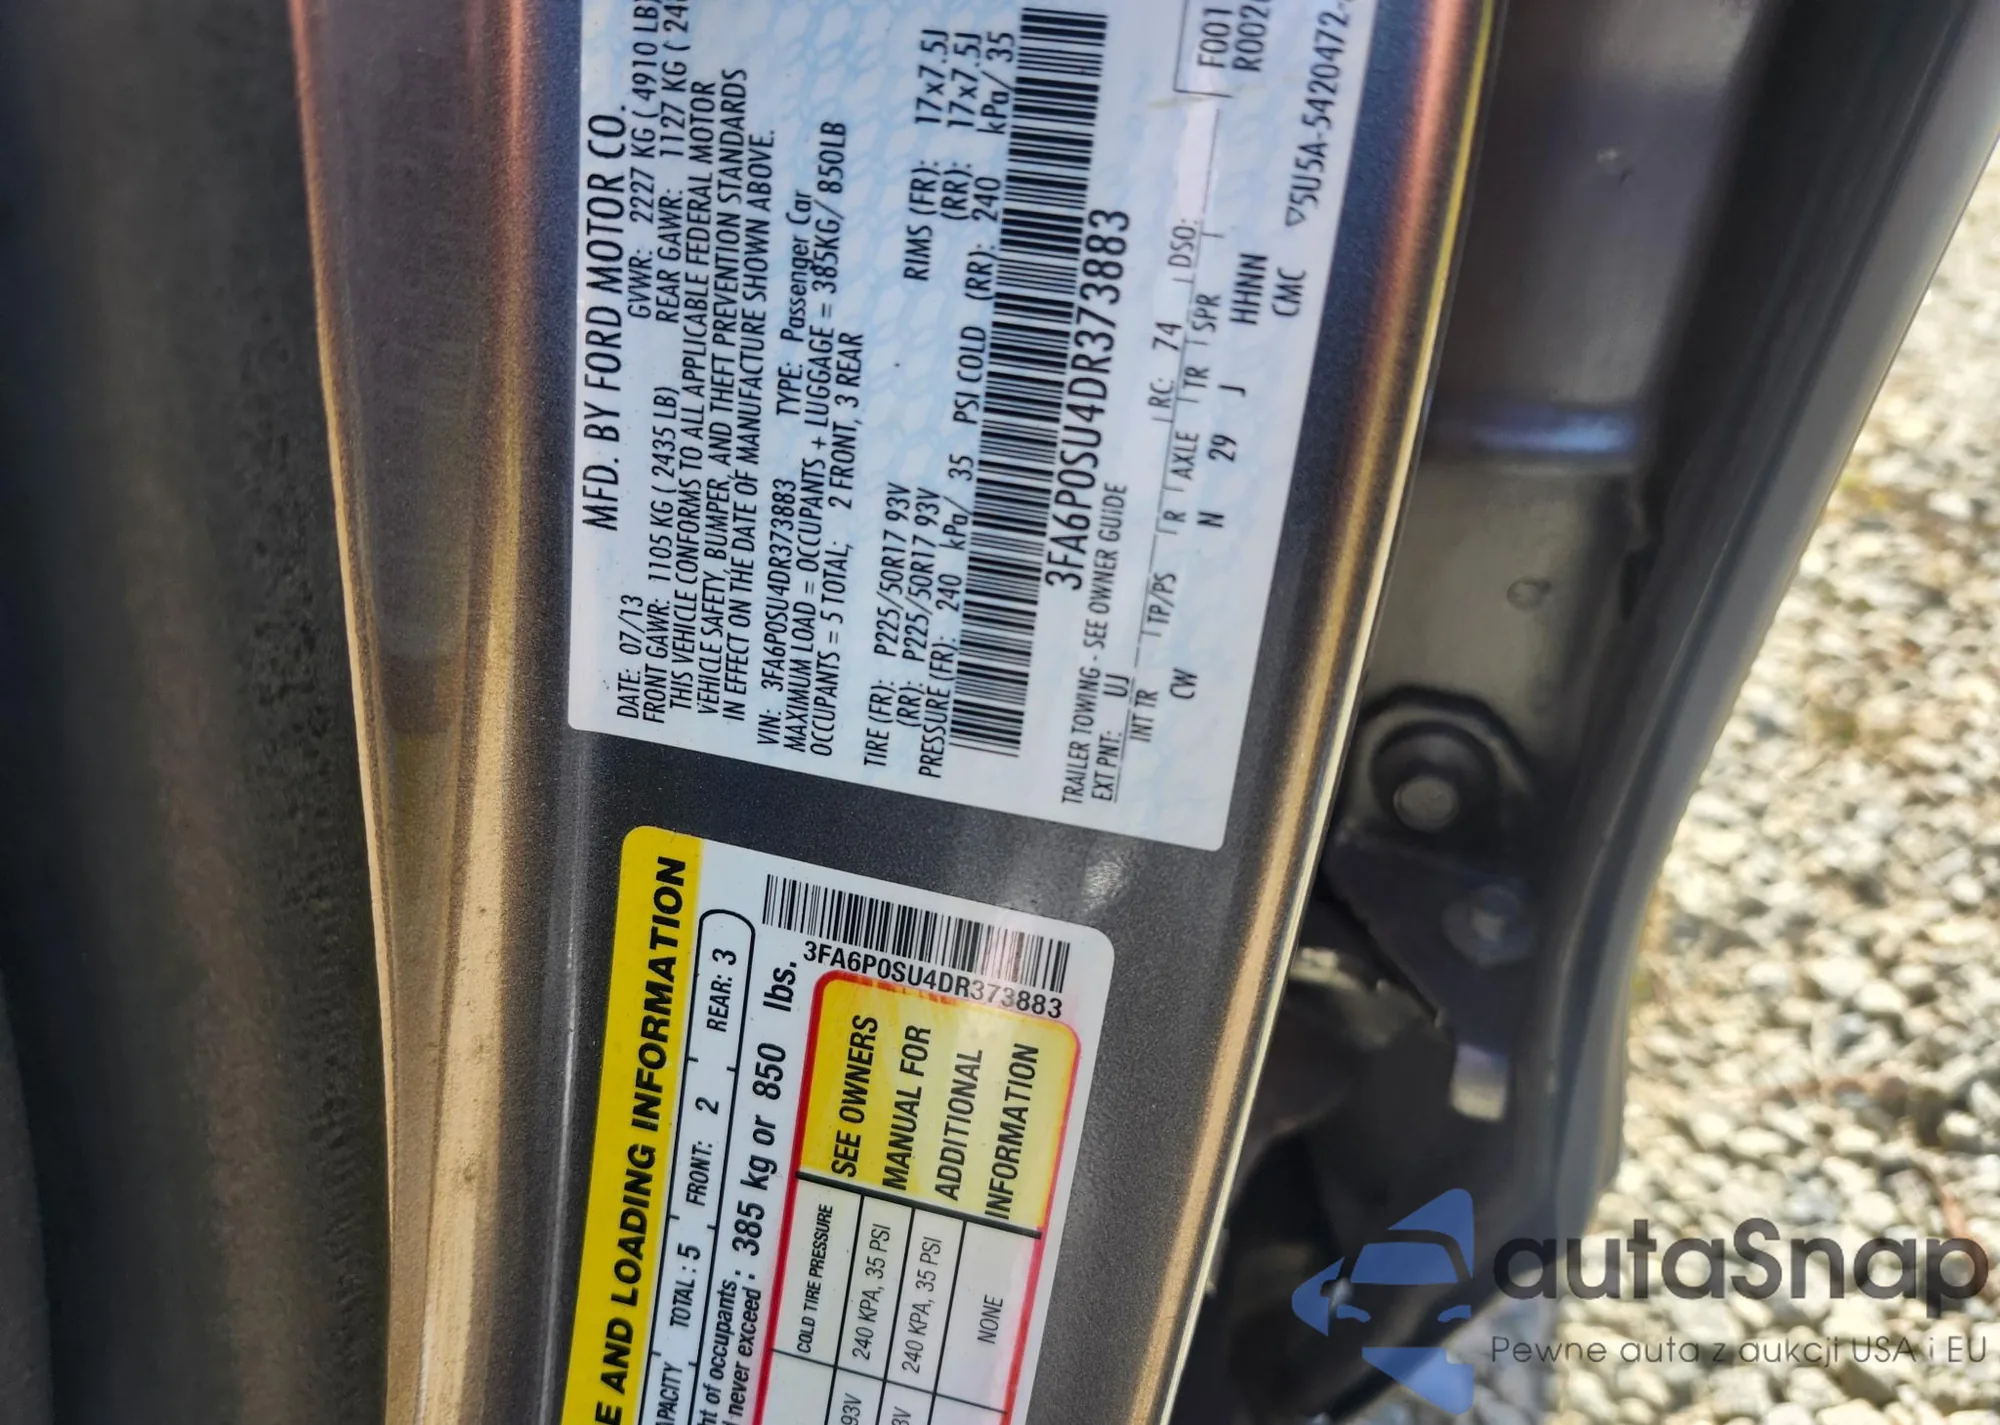 MFD. BY FORD MOTOR CO.
DATE: 07/13 GVWR: 2227 KG ( 4910 LB)
FRONT GAWR: 1105 KG ( 2435 LB) REAR GAWR: 1127 KG (
THIS VEHICLE CONFORMS TO ALL APPLICABLE FEDERAL MOTOR
VEHICLE SAFETY, BUMPER, AND THEFT PREVENTION STANDARDS
IN EFFECT ON THE DATE OF MANUFACTURE SHOWN ABOVE.
VIN: 3FA6P0SU4DR373883 TYPE: Passenger Car
MAXIMUM LOAD = OCCUPANTS + LUGGAGE = 385KG/ 850LB
OCCUPANTS = 5 TOTAL, 2 FRONT, 3 REAR
TIRE (FR): P225/50R17 93V RIMS (FR): 17x7.5J
(RR): P225/50R17 93V (RR): 17x7.5J
PRESSURE (FR): 240 kPa/ 35 PSI COLD (RR): 240 kPa/ 35
3FA6P0SU4DR373883
TRAILER TOWING - SEE OWNER GUIDE
EXT PNT: UJ RC: 74 DSO:
F001
INT TR TP/PS R AXLE TR SPR
CW N 29 J HHNN
CMC
▽5U5A-5420472-
E AND LOADING INFORMATION
TOTAL : 5 FRONT: 2 REAR: 3
of occupants :
never exceed : 385 kg or 850 lbs.
3FA6P0SU4DR373883
COLD TIRE PRESSURE
93V 240 KPA, 35 PSI
240 KPA, 35 PSI
NONE
SEE OWNERS
MANUAL FOR
ADDITIONAL
INFORMATION
autaSnap
Pewne auta z aukcji USA i EU